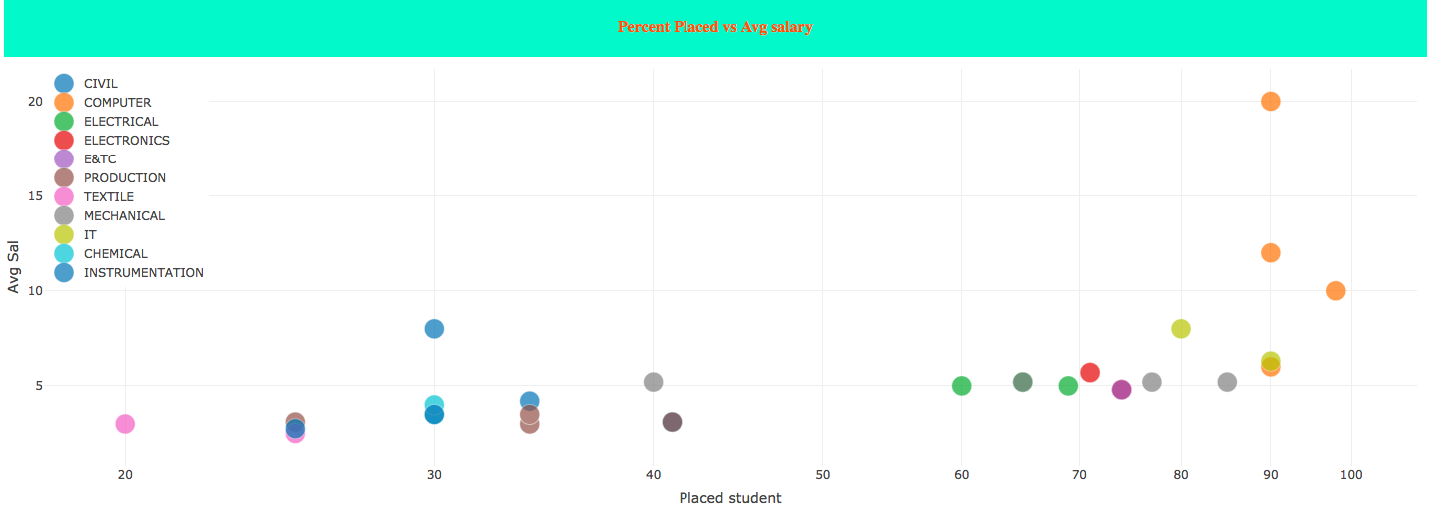 Percent Placed vs Avg salary
CIVIL
COMPUTER
ELECTRICAL
ELECTRONICS
E&TC
PRODUCTION
TEXTILE
MECHANICAL
IT
CHEMICAL
INSTRUMENTATION
20
15
10
5
Avg Sal
20 30 40 50 60 70 80 90 100
Placed student